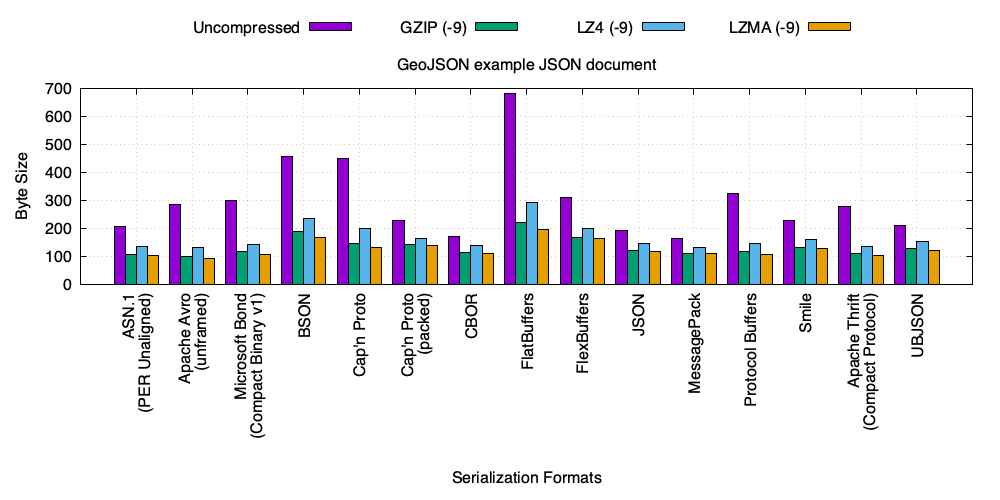 Uncompressed GZIP (-9) LZ4 (-9) LZMA (-9)
GeoJSON example JSON document
Byte Size
700
600
500
400
300
200
100
0
ASN.1
(PER Unaligned)
Apache Avro
(unframed)
Microsoft Bond
(Compact Binary v1)
BSON
Cap'n Proto
Cap'n Proto
(packed)
CBOR
FlatBuffers
FlexBuffers
JSON
MessagePack
Protocol Buffers
Smile
Apache Thrift
(Compact Protocol)
UBJSON
Serialization Formats